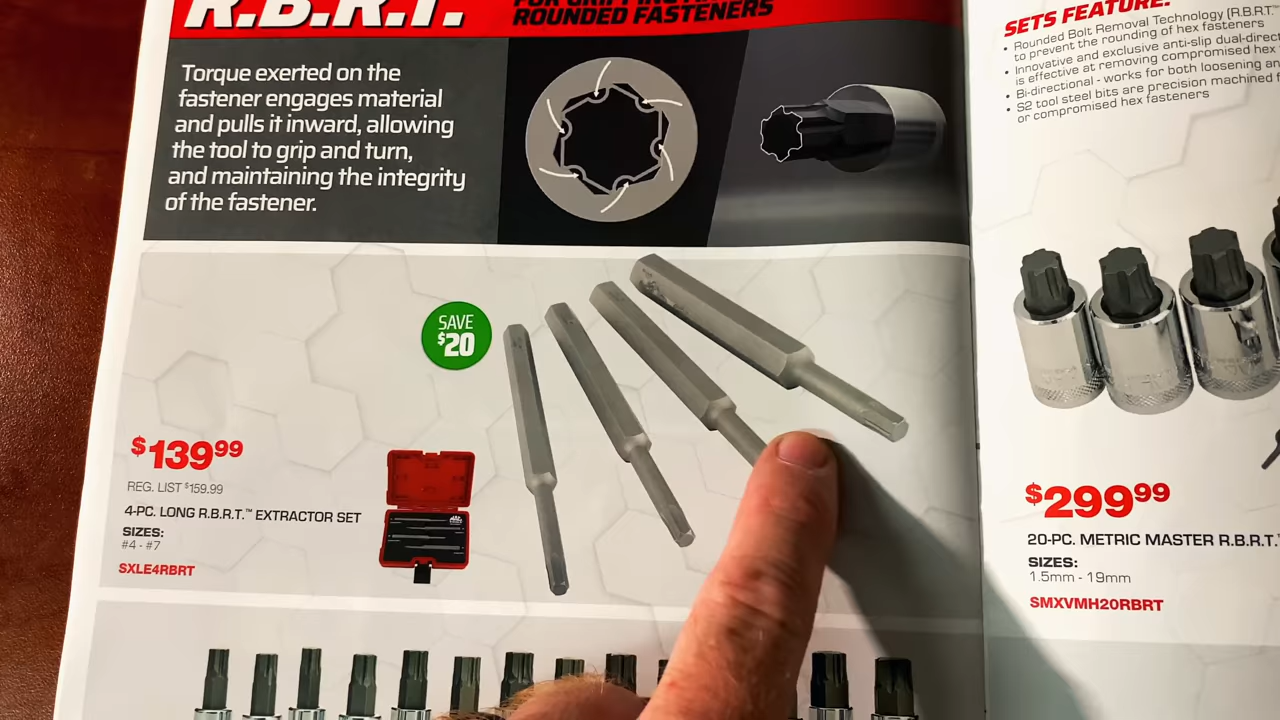 R.B.R.T.
ROUNDED FASTENERS
Torque exerted on the
fastener engages material
and pulls it inward, allowing
the tool to grip and turn,
and maintaining the integrity
of the fastener.
SAVE
$20
$139.99
REG. LIST $159.99
4-PC. LONG R.B.R.T.™ EXTRACTOR SET
SIZES:
#4 - #7
SXLE4RBRT
SETS FEATURE:
• Rounded Bolt Removal Technology (R.B.R.T.
to prevent the rounding of hex fasteners
• Innovative and exclusive anti-slip dual-direct
is effective at removing compromised hex
• Bi-directional - works for both loosening an
• S2 tool steel bits are precision machined f
or compromised hex fasteners
$299.99
20-PC. METRIC MASTER R.B.R.T.
SIZES:
1.5mm - 19mm
SMXVMH20RBRT